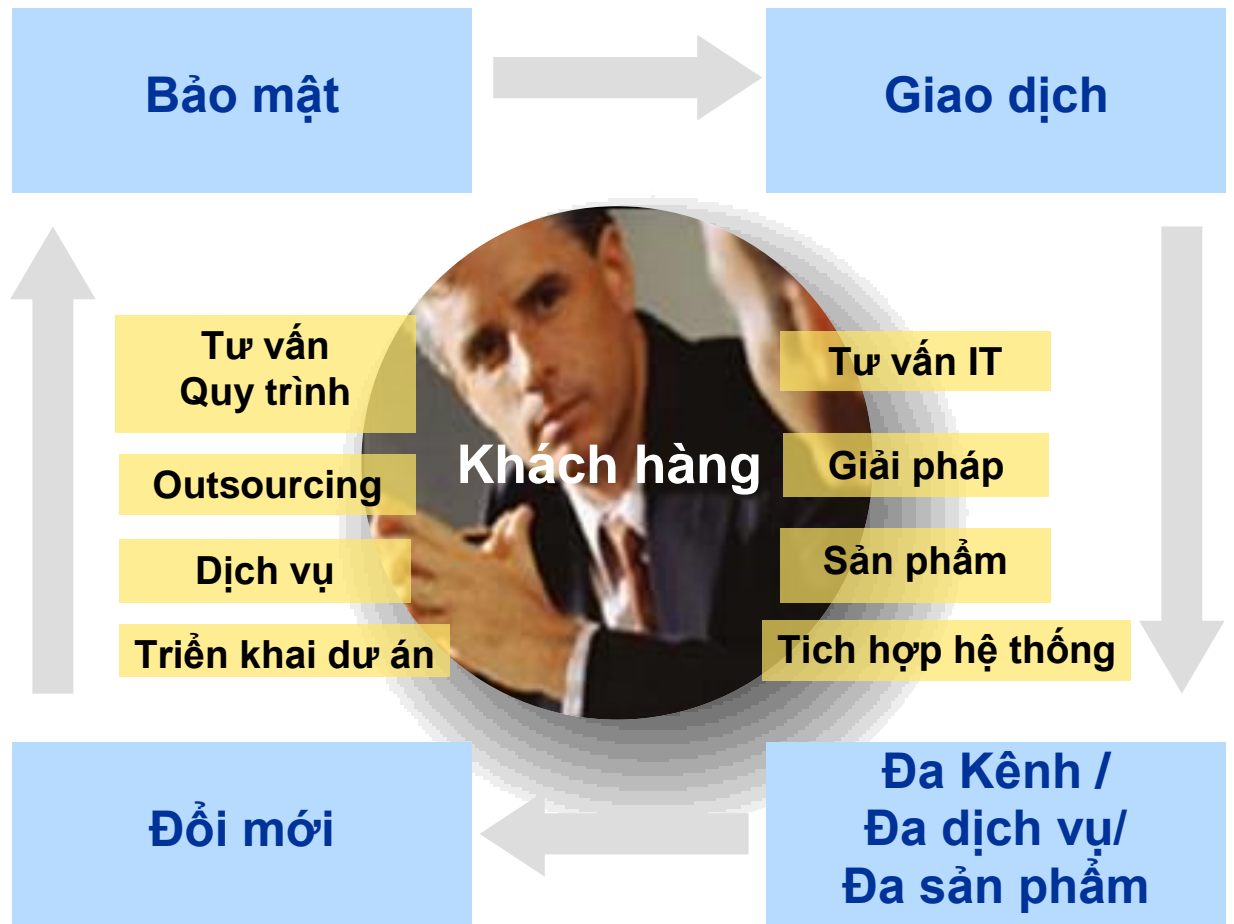 Bảo mật
Giao dịch
Tư vấn
Quy trình
Tư vấn IT
Khách hàng
Giải pháp
Outsourcing
Dịch vụ
Sản phẩm
Triển khai dư án
Tich hợp hệ thống
Đổi mới
Đa Kênh /
Đa dịch vụ/
Đa sản phẩm